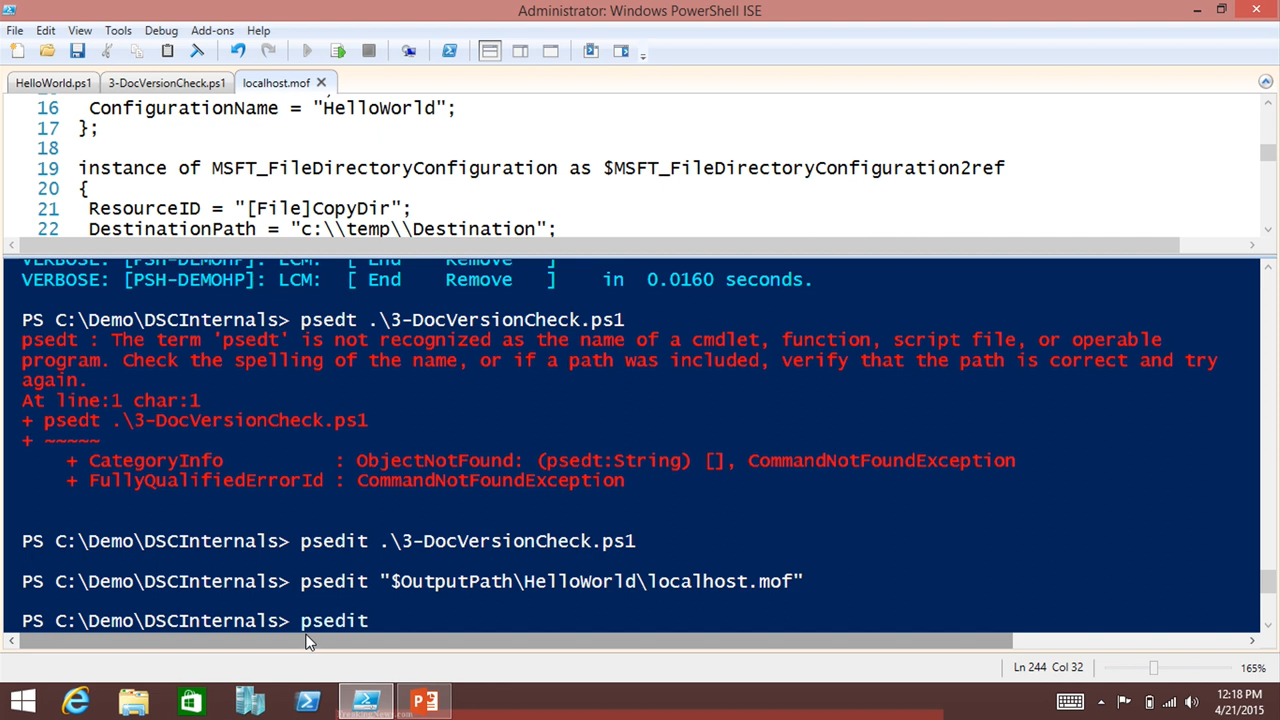 Administrator: Windows PowerShell ISE
File Edit View Tools Debug Add-ons Help
HelloWorld.ps1 3-DocVersionCheck.ps1 localhost.mof
16 ConfigurationName = "HelloWorld";
17 };
18
19 instance of MSFT_FileDirectoryConfiguration as $MSFT_FileDirectoryConfiguration2ref
20 {
21 ResourceID = "[File]CopyDir";
22 DestinationPath = "c:\\temp\\Destination";
VERBOSE: [PSH-DEMOHP]: LCM: [ End Remove ]
VERBOSE: [PSH-DEMOHP]: LCM: [ End Remove ] in 0.0160 seconds.
PS C:\Demo\DSCInternals> psedt .\3-DocVersionCheck.ps1
psedt : The term 'psedt' is not recognized as the name of a cmdlet, function, script file, or operable
program. Check the spelling of the name, or if a path was included, verify that the path is correct and try
again.
At line:1 char:1
+ psedt .\3-DocVersionCheck.ps1
+ ~~~~~
+ CategoryInfo : ObjectNotFound: (psedt:String) [], CommandNotFoundException
+ FullyQualifiedErrorId : CommandNotFoundException
PS C:\Demo\DSCInternals> psedit .\3-DocVersionCheck.ps1
PS C:\Demo\DSCInternals> psedit "$OutputPath\HelloWorld\localhost.mof"
PS C:\Demo\DSCInternals> psedit
Ln 244 Col 32 165%
12:18 PM
4/21/2015